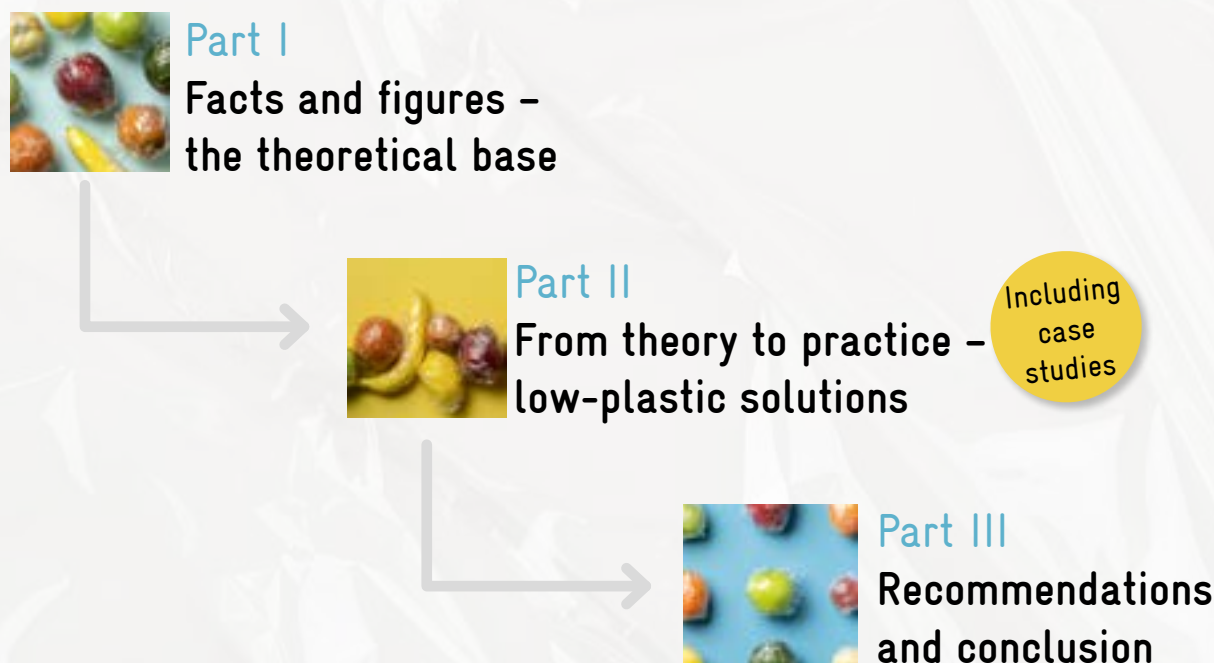 Part I
Facts and figures –
the theoretical base
Part II
From theory to practice –
low-plastic solutions
Including
case
studies
Part III
Recommendations
and conclusion